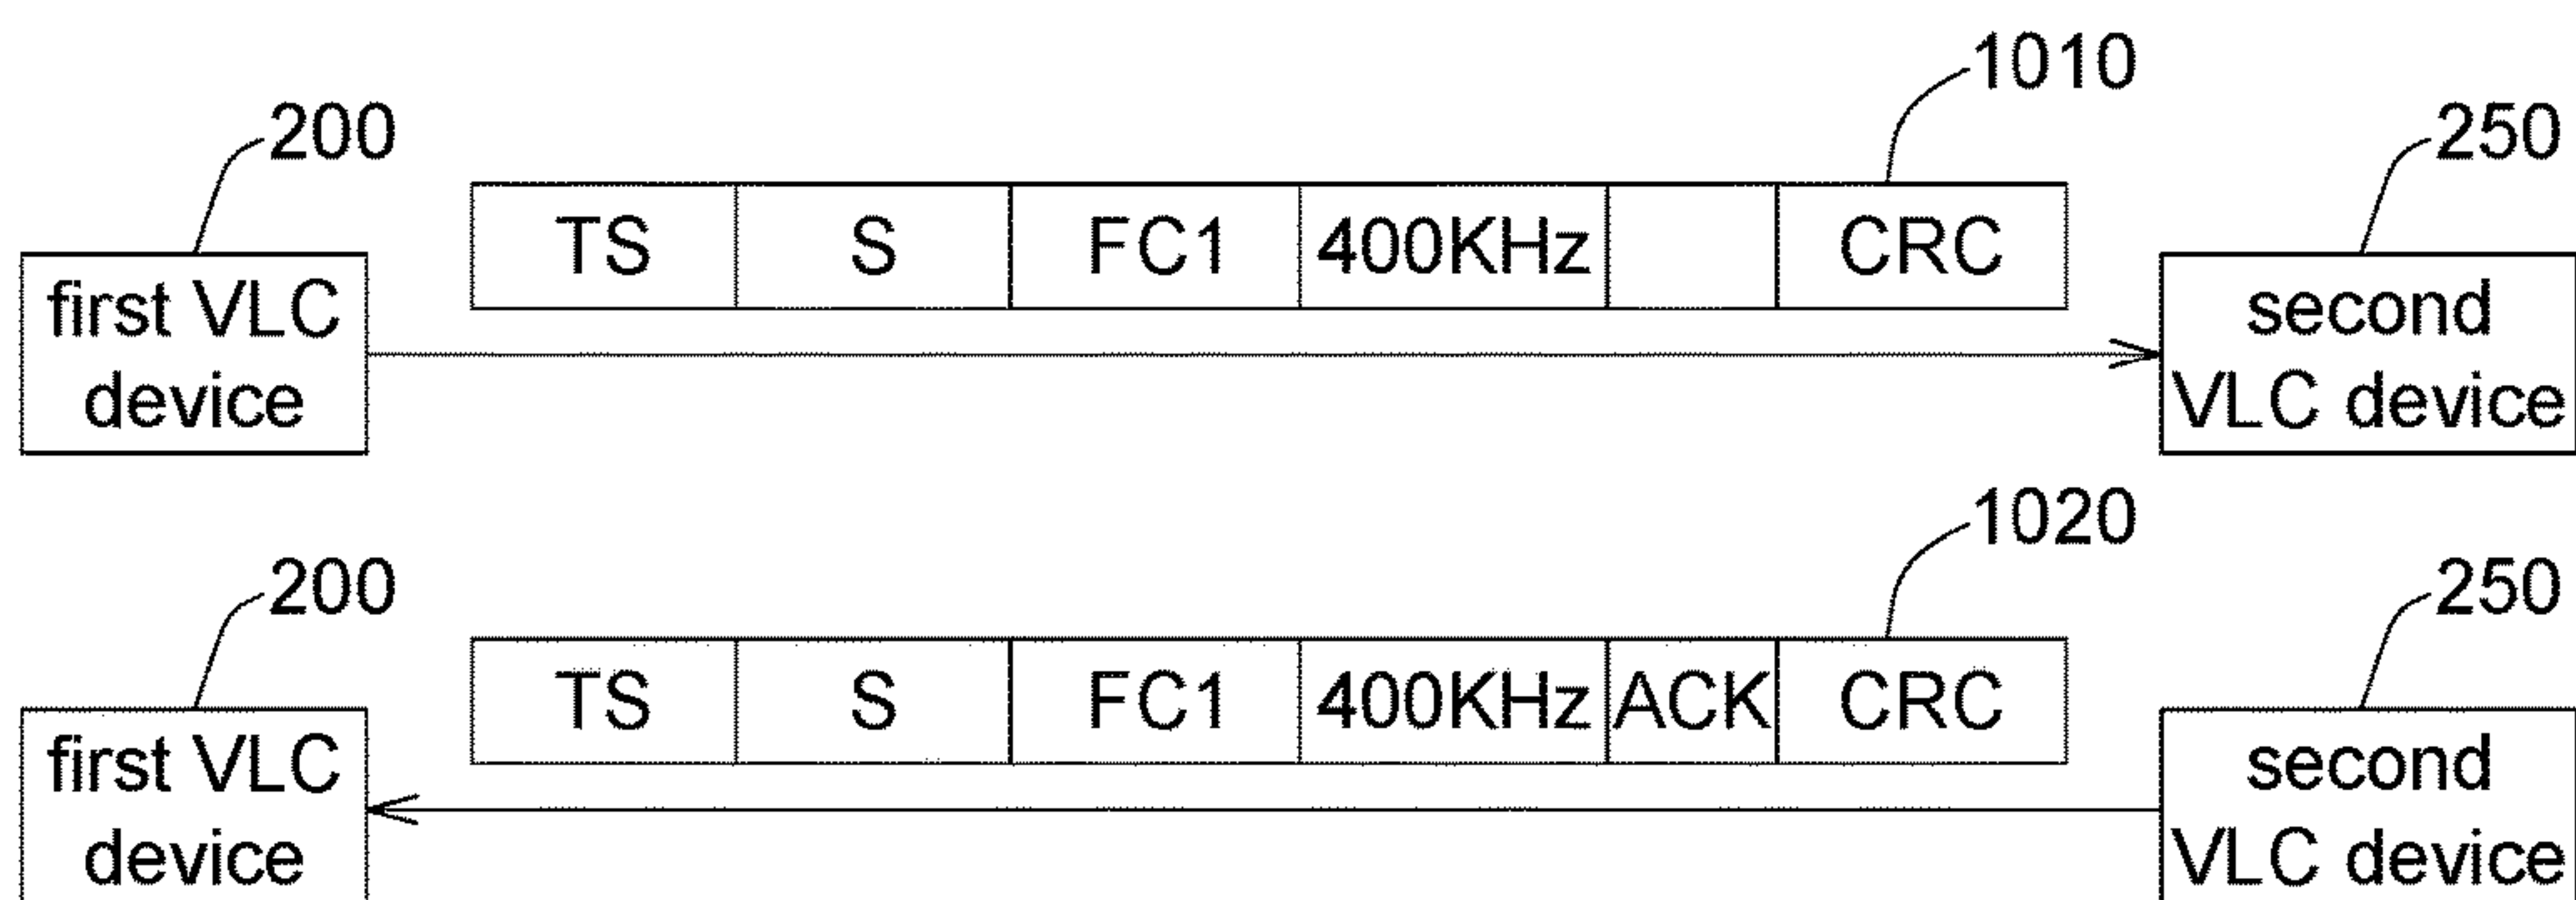 1010
200
250
TS S FC1 400KHz CRC
first VLC
device
second
VLC device
1020
200
250
TS S FC1 400KHz ACK CRC
first VLC
device
second
VLC device